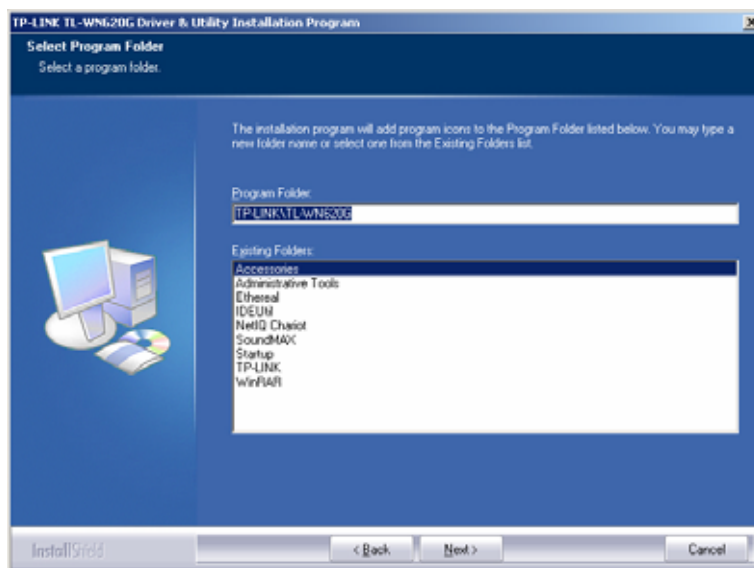 TP-LINK TL-WN620G Driver & Utility Installation Program
Select Program Folder
Select a program folder.
The installation program will add program icons to the Program Folder listed below. You may type a
new folder name or select one from the Existing Folders list.
Program Folder:
TP-LINK\TL-WN620G
Existing Folders:
Accessories
Administrative Tools
Ethereal
IDEUtil
NetIQ Chariot
SoundMAX
Startup
TP-LINK
WinRAR
InstallShield
< Back
Next >
Cancel